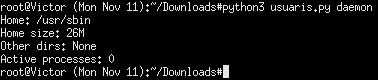 root@Victor (Mon Nov 11):~/Downloads#python3 usuaris.py daemon
Home: /usr/sbin
Home size: 26M
Other dirs: None
Active processes: 0
root@Victor (Mon Nov 11):~/Downloads#